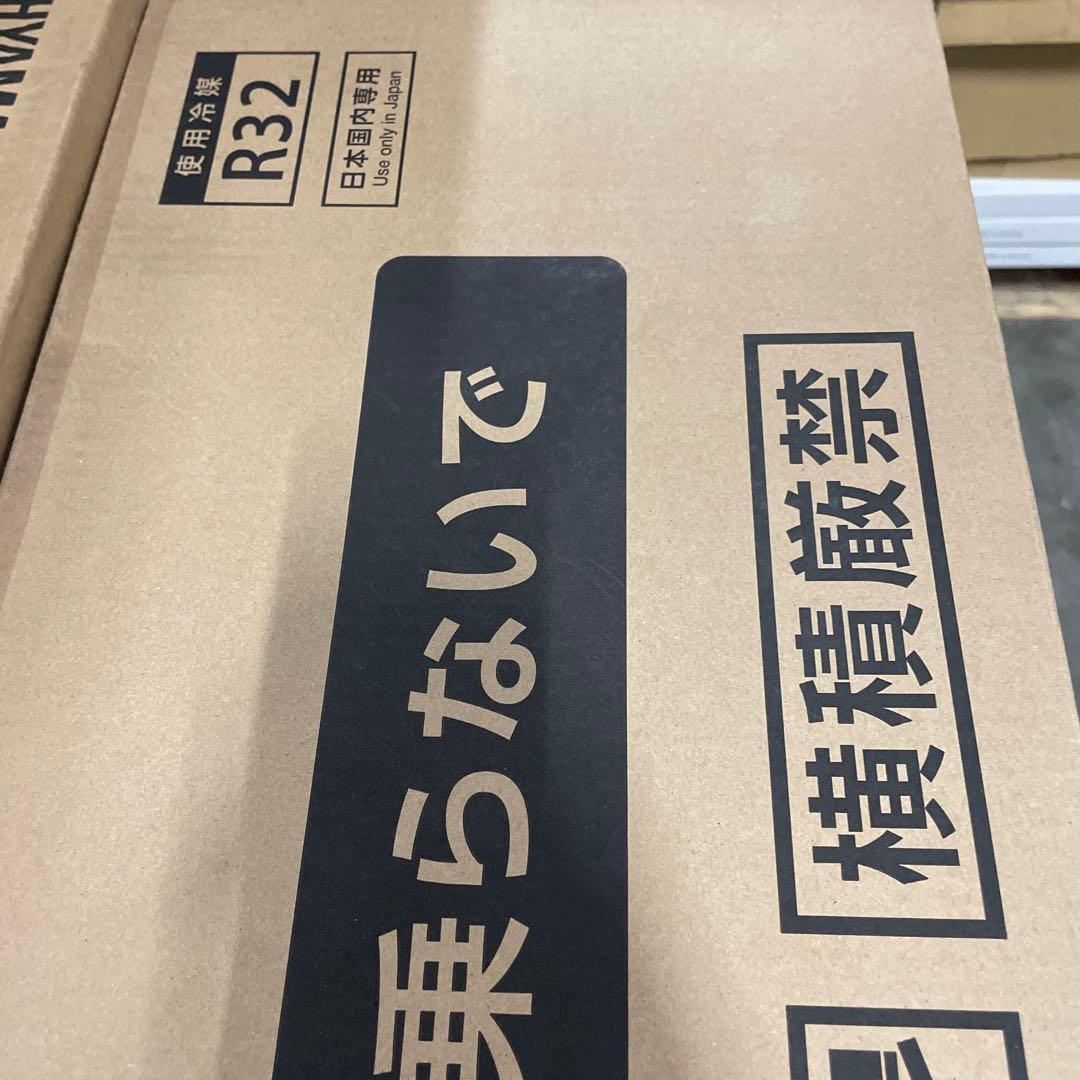 使用冷媒
R32
日本国内専用
Use only in Japan
乗らないで
横積厳禁